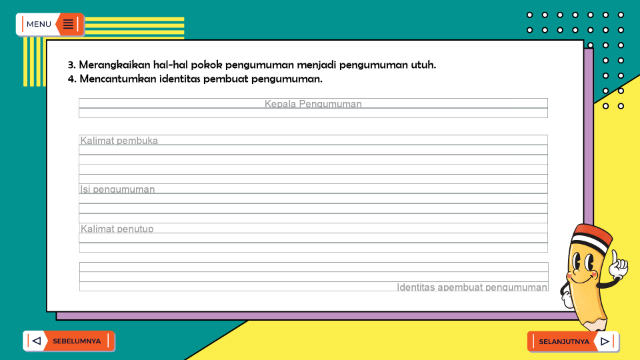 MENU
3. Merangkaikan hal-hal pokok pengumuman menjadi pengumuman utuh.
4. Mencantumkan identitas pembuat pengumuman.
Kepala Pengumuman
Kalimat pembuka
Isi pengumuman
Kalimat penutup
Identitas apembuat pengumuman
SEBELUMNYA
SELANJUTNYA